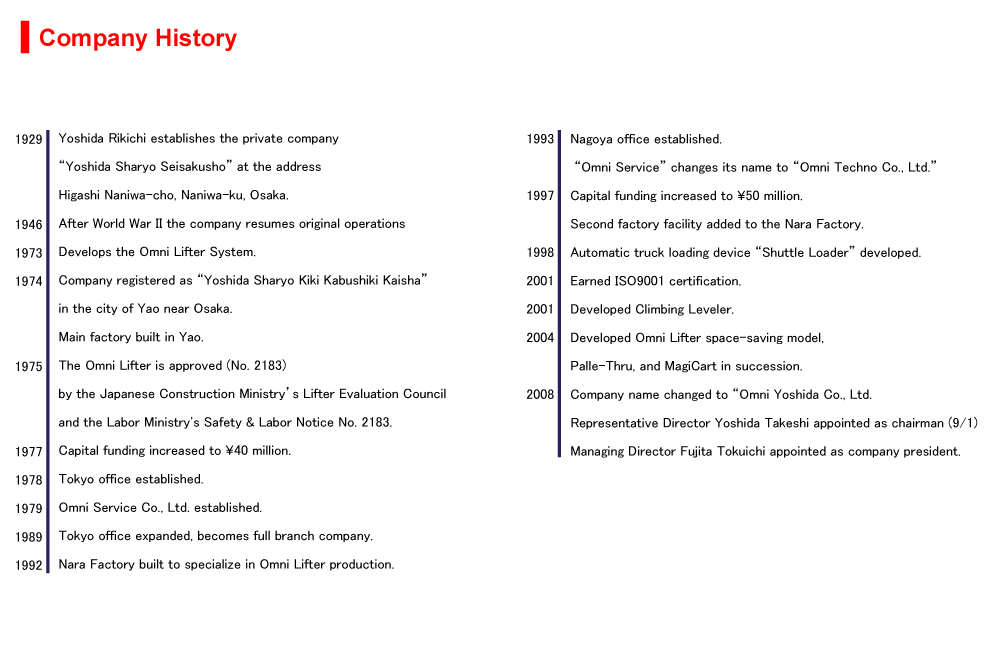 Company History
1929 Yoshida Rikichi establishes the private company
“Yoshida Sharyo Seisakusho” at the address
Higashi Naniwa-cho, Naniwa-ku, Osaka.
1946 After World War II the company resumes original operations
1973 Develops the Omni Lifter System.
1974 Company registered as “Yoshida Sharyo Kiki Kabushiki Kaisha”
in the city of Yao near Osaka.
Main factory built in Yao.
1975 The Omni Lifter is approved (No. 2183)
by the Japanese Construction Ministry’s Lifter Evaluation Council
and the Labor Ministry's Safety & Labor Notice No. 2183.
1977 Capital funding increased to ¥40 million.
1978 Tokyo office established.
1979 Omni Service Co., Ltd. established.
1989 Tokyo office expanded, becomes full branch company.
1992 Nara Factory built to specialize in Omni Lifter production.
1993 Nagoya office established.
“Omni Service” changes its name to “Omni Techno Co., Ltd.”
1997 Capital funding increased to ¥50 million.
Second factory facility added to the Nara Factory.
1998 Automatic truck loading device “Shuttle Loader” developed.
2001 Earned ISO9001 certification.
2001 Developed Climbing Leveler.
2004 Developed Omni Lifter space-saving model,
Palle-Thru, and MagiCart in succession.
2008 Company name changed to “Omni Yoshida Co., Ltd.
Representative Director Yoshida Takeshi appointed as chairman (9/1)
Managing Director Fujita Tokuichi appointed as company president.